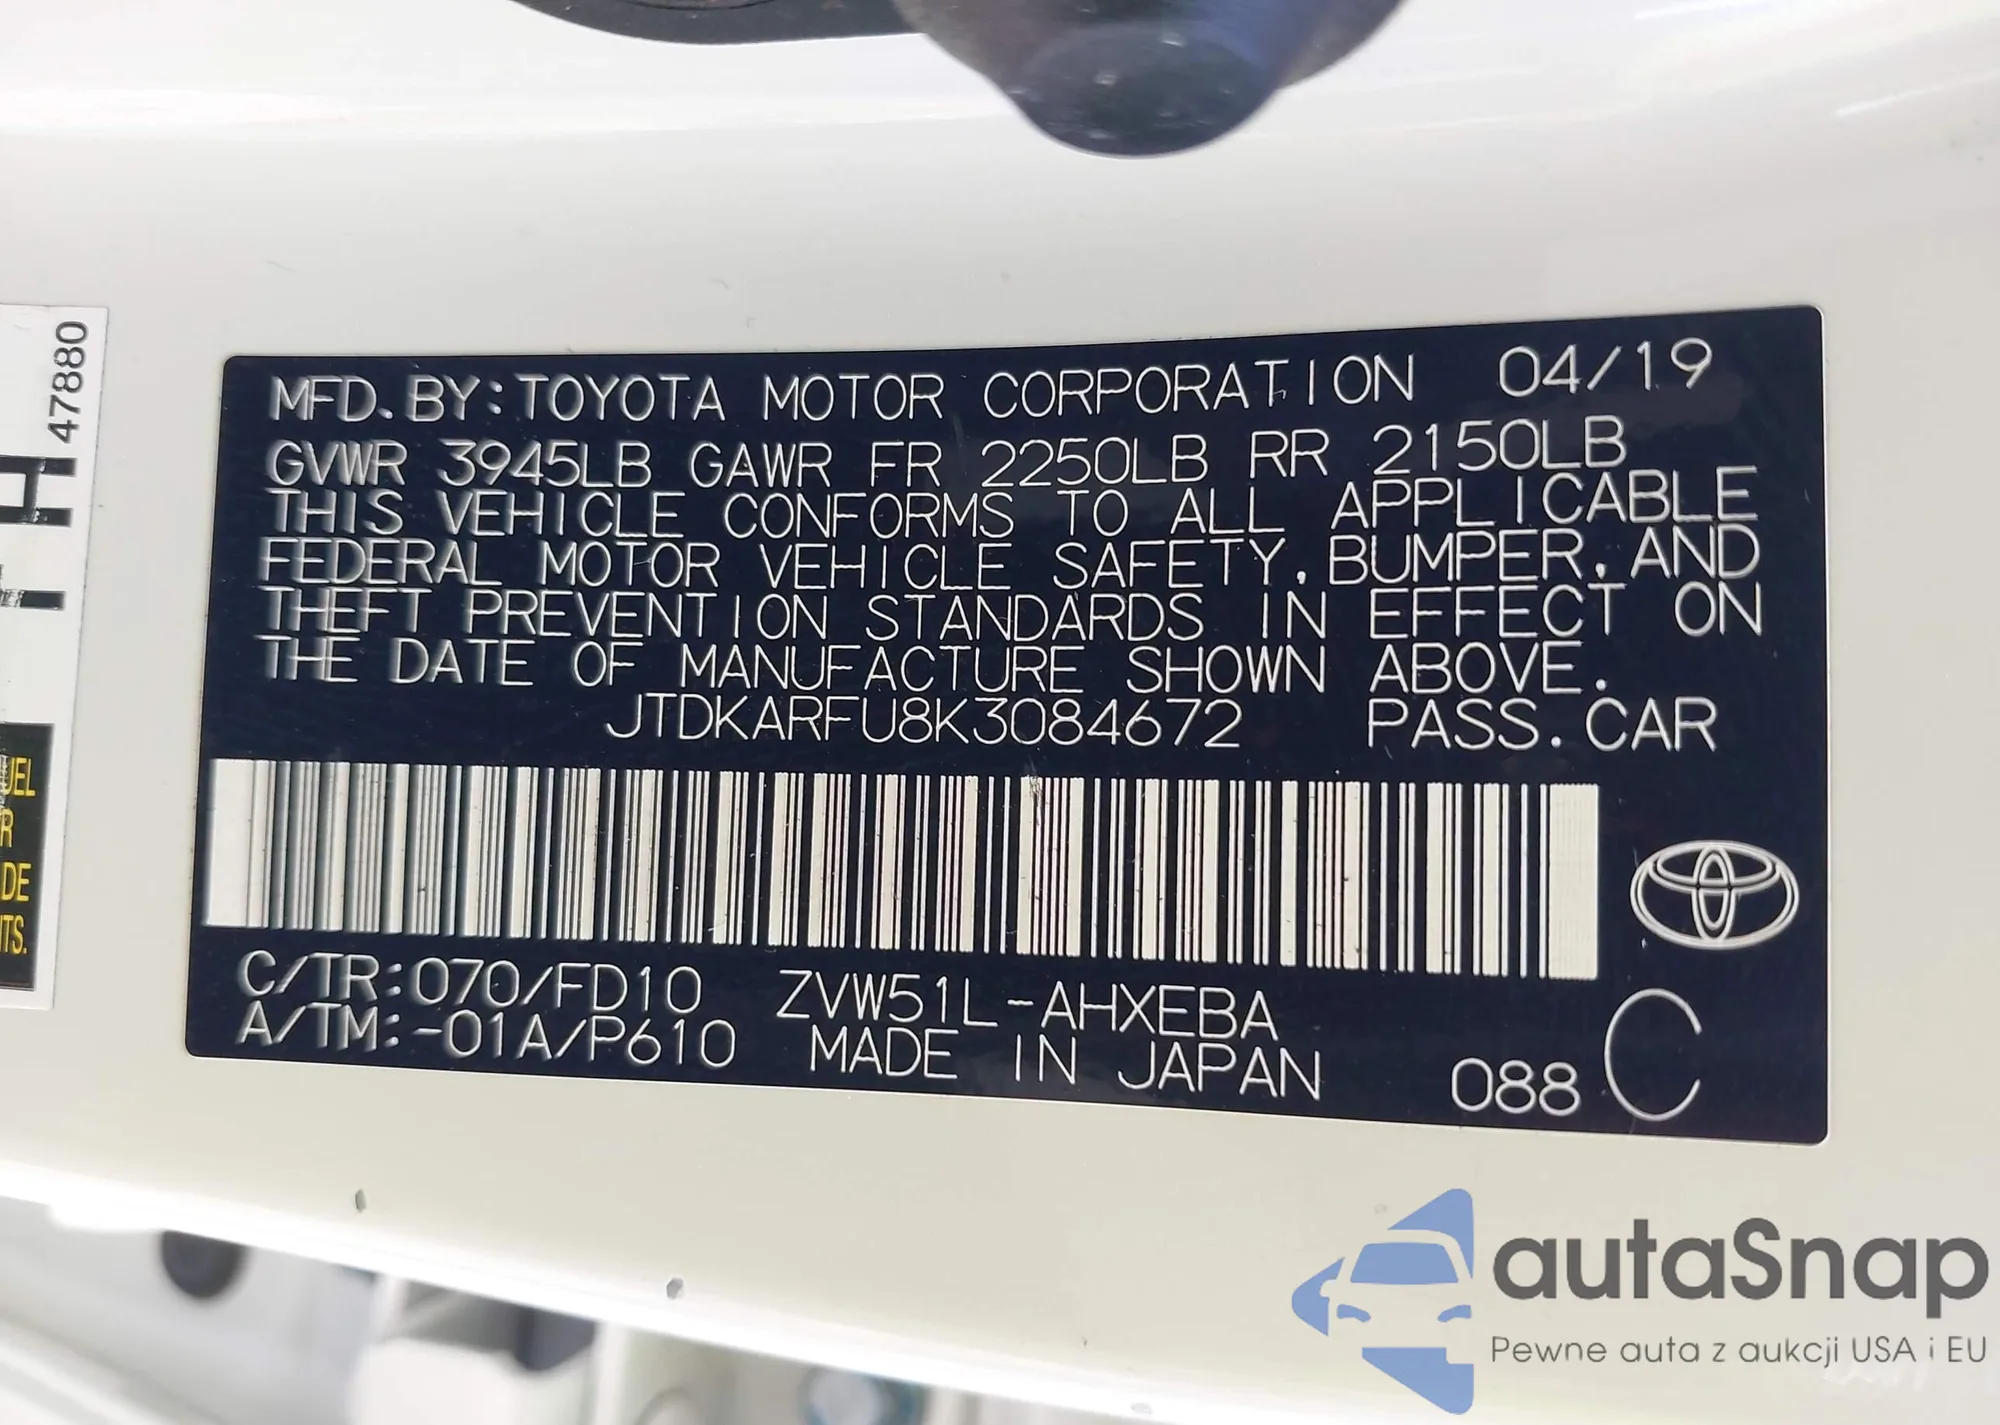 MFD. BY: TOYOTA MOTOR CORPORATION 04/19
GVWR 3945LB GAWR FR 2250LB RR 2150LB
THIS VEHICLE CONFORMS TO ALL APPLICABLE
FEDERAL MOTOR VEHICLE SAFETY, BUMPER, AND
THEFT PREVENTION STANDARDS IN EFFECT ON
THE DATE OF MANUFACTURE SHOWN ABOVE.
JTDKARFU8K3084672 PASS. CAR
C/TR: 070/FD10 ZVW51L-AHXEBA
A/TM: -01A/P610 MADE IN JAPAN 088 C
47880
H
UEL
R
DE
ITS.
autaSnap
Pewne auta z aukcji USA i EU